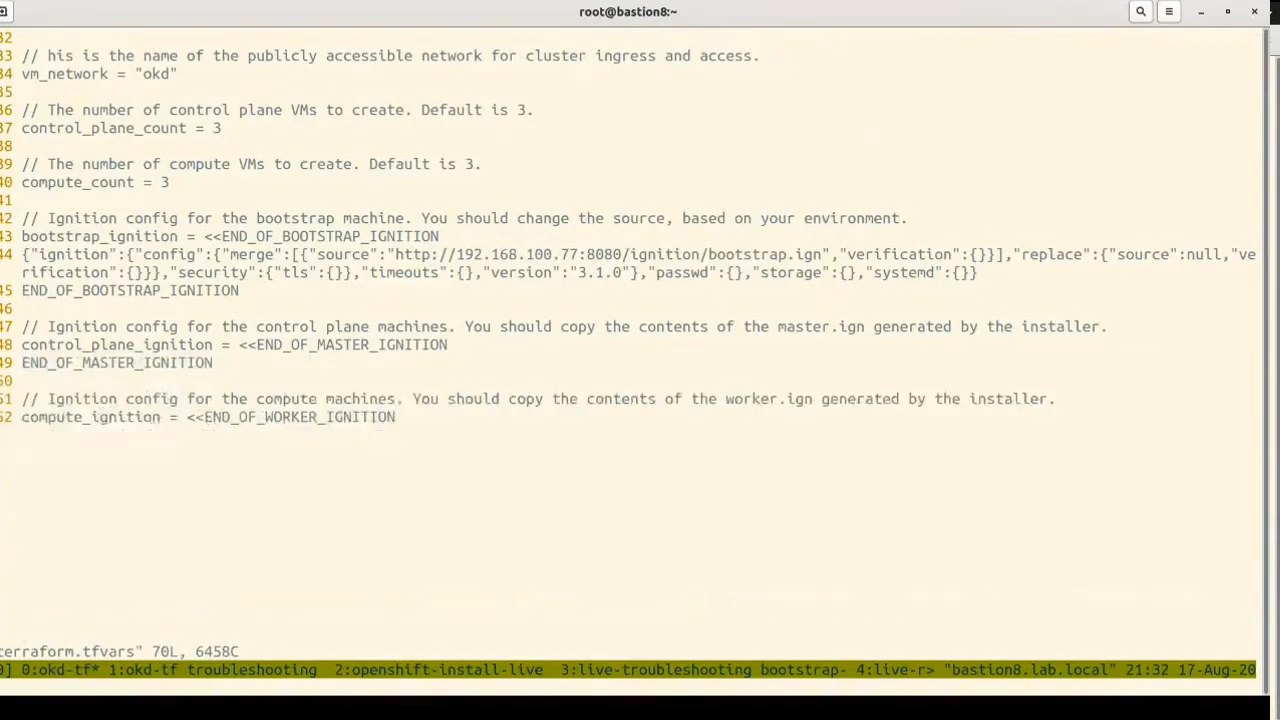 root@bastion8:~
32
33 // his is the name of the publicly accessible network for cluster ingress and access.
34 vm_network = "okd"
35
36 // The number of control plane VMs to create. Default is 3.
37 control_plane_count = 3
38
39 // The number of compute VMs to create. Default is 3.
40 compute_count = 3
41
42 // Ignition config for the bootstrap machine. You should change the source, based on your environment.
43 bootstrap_ignition = <<END_OF_BOOTSTRAP_IGNITION
44 {"ignition":{"config":{"merge":[{"source":"http://192.168.100.77:8080/ignition/bootstrap.ign","verification":{}}],"replace":{"source":null,"ve
rification":{}}},"security":{"tls":{}},"timeouts":{},"version":"3.1.0"},"passwd":{},"storage":{},"systemd":{}}
45 END_OF_BOOTSTRAP_IGNITION
46
47 // Ignition config for the control plane machines. You should copy the contents of the master.ign generated by the installer.
48 control_plane_ignition = <<END_OF_MASTER_IGNITION
49 END_OF_MASTER_IGNITION
50
51 // Ignition config for the compute machines. You should copy the contents of the worker.ign generated by the installer.
52 compute_ignition = <<END_OF_WORKER_IGNITION
terraform.tfvars" 70L, 6458C
0] 0:okd-tf* 1:okd-tf troubleshooting 2:openshift-install-live 3:live-troubleshooting bootstrap- 4:live-r> "bastion8.lab.local" 21:32 17-Aug-20